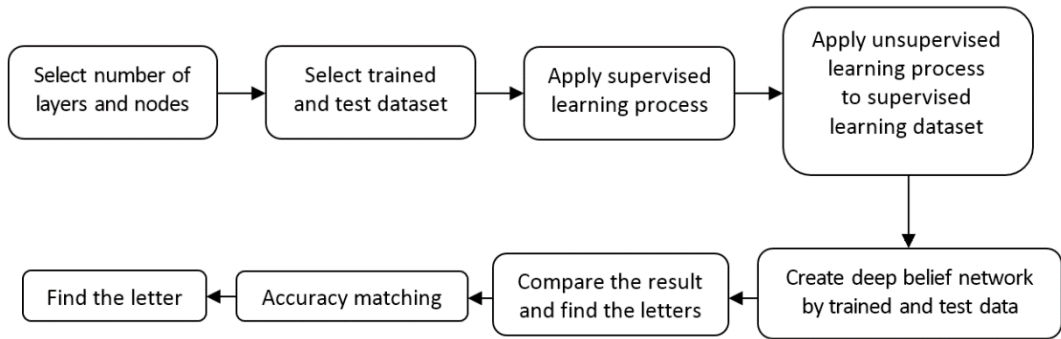 Select number of
layers and nodes
Select trained
and test dataset
Apply supervised
learning process
Apply unsupervised
learning process
to supervised
learning dataset
Create deep belief network
by trained and test data
Compare the result
and find the letters
Accuracy matching
Find the letter